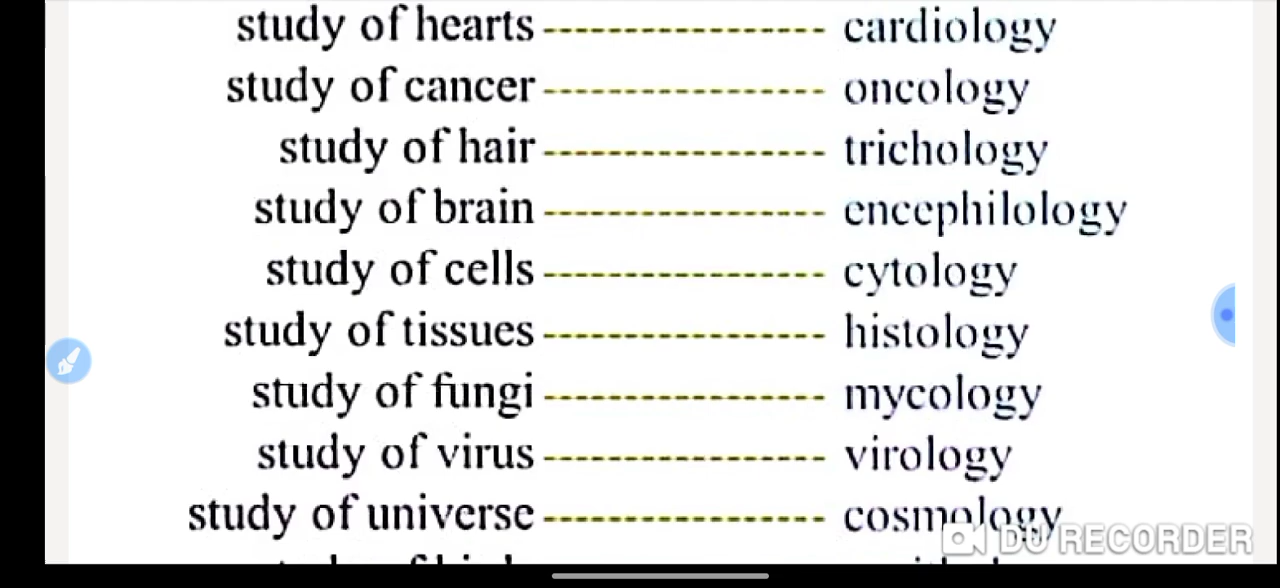 study of hearts ----------------- cardiology
study of cancer ----------------- oncology
study of hair ----------------- trichology
study of brain ----------------- encephilology
study of cells ----------------- cytology
study of tissues ----------------- histology
study of fungi ----------------- mycology
study of virus ----------------- virology
study of universe ----------------- cosmology
DU RECORDER